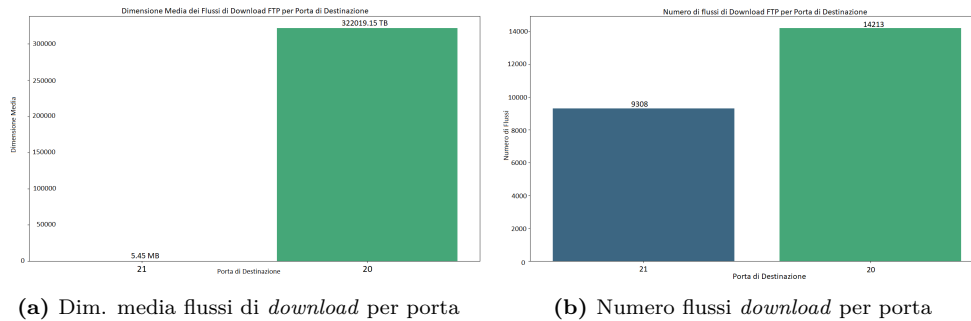 Dimensione Media dei Flussi di Download FTP per Porta di Destinazione
322019.15 TB
300000
250000
200000
150000
100000
50000
0
Dimensione Media
5.45 MB
21
Porta di Destinazione
20
(a) Dim. media flussi di download per porta
Numero di flussi di Download FTP per Porta di Destinazione
14213
14000
12000
10000
9308
8000
6000
4000
2000
0
Numero di Flussi
21
20
Porta di Destinazione
(b) Numero flussi download per porta